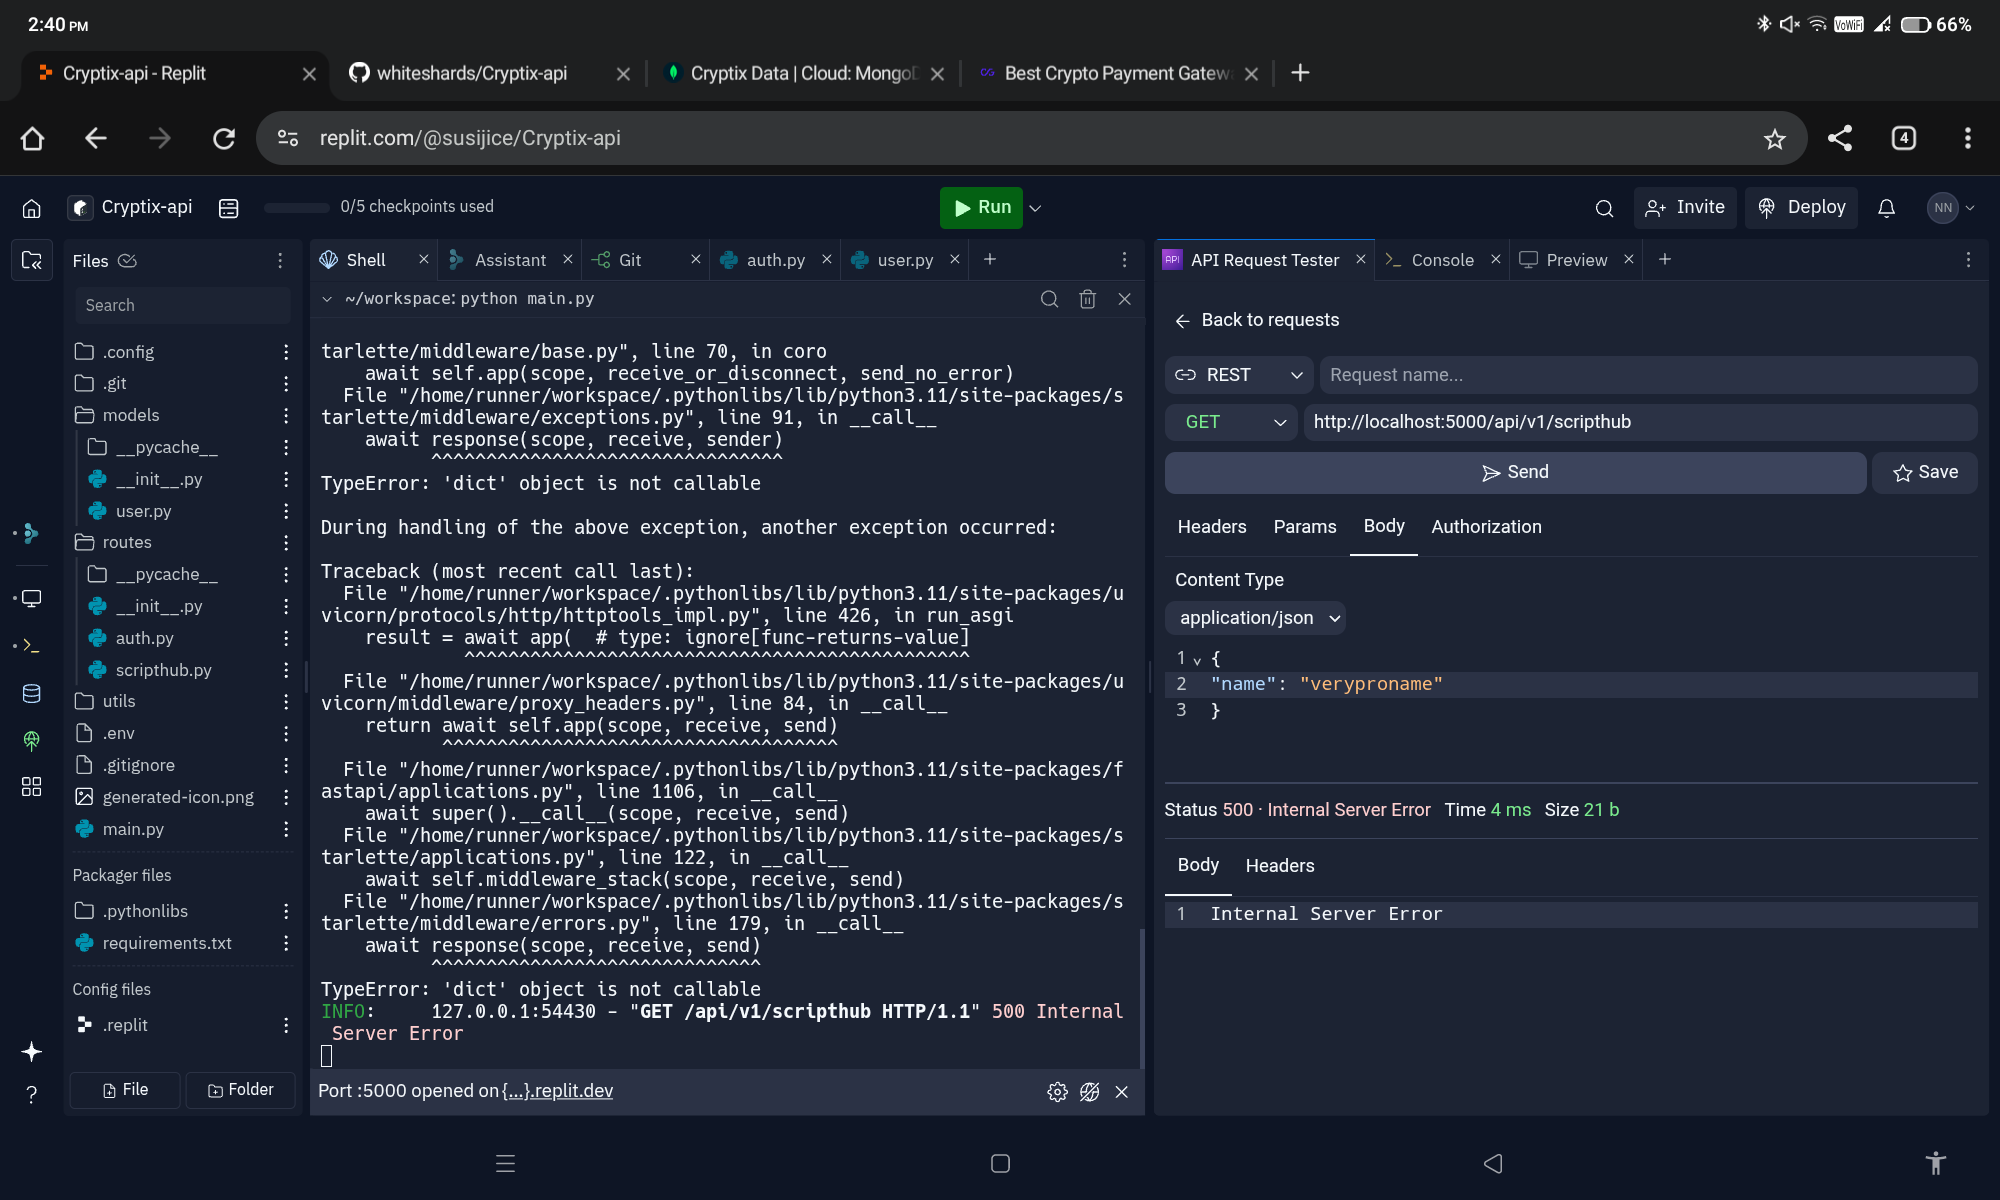 2:40 PM
VoWiFi
66%
Cryptix-api - Replit
whiteshards/Cryptix-api
Cryptix Data | Cloud: MongoD
Best Crypto Payment Gatew
replit.com/@susijice/Cryptix-api
4
Cryptix-api
0/5 checkpoints used
Run
Invite
Deploy
NN
Files
Search
.config
.git
models
__pycache__
__init__.py
user.py
routes
__pycache__
__init__.py
auth.py
scripthub.py
utils
.env
.gitignore
generated-icon.png
main.py
Packager files
.pythonlibs
requirements.txt
Config files
.replit
File
Folder
?
Shell
Assistant
Git
auth.py
user.py
~/workspace: python main.py
tarlette/middleware/base.py", line 70, in coro
await self.app(scope, receive_or_disconnect, send_no_error)
File "/home/runner/workspace/.pythonlibs/lib/python3.11/site-packages/s
tarlette/middleware/exceptions.py", line 91, in __call__
await response(scope, receive, sender)
^^^^^^^^^^^^^^^^^^^^^^^^^^^^^^^^
TypeError: 'dict' object is not callable
During handling of the above exception, another exception occurred:
Traceback (most recent call last):
File "/home/runner/workspace/.pythonlibs/lib/python3.11/site-packages/u
vicorn/protocols/http/httptools_impl.py", line 426, in run_asgi
result = await app(  # type: ignore[func-returns-value]
^^^^^^^^^^^^^^^^^^^^^^^^^^^^^^^^^^^^^^^^^^^^^^
File "/home/runner/workspace/.pythonlibs/lib/python3.11/site-packages/u
vicorn/middleware/proxy_headers.py", line 84, in __call__
return await self.app(scope, receive, send)
^^^^^^^^^^^^^^^^^^^^^^^^^^^^^^^^^^^^
File "/home/runner/workspace/.pythonlibs/lib/python3.11/site-packages/f
astapi/applications.py", line 1106, in __call__
await super().__call__(scope, receive, send)
File "/home/runner/workspace/.pythonlibs/lib/python3.11/site-packages/s
tarlette/applications.py", line 122, in __call__
await self.middleware_stack(scope, receive, send)
File "/home/runner/workspace/.pythonlibs/lib/python3.11/site-packages/s
tarlette/middleware/errors.py", line 179, in __call__
await response(scope, receive, send)
^^^^^^^^^^^^^^^^^^^^^^^^^^^^^^
TypeError: 'dict' object is not callable
INFO:     127.0.0.1:54430 - "GET /api/v1/scripthub HTTP/1.1" 500 Internal
Server Error
Port :5000 opened on {...}.replit.dev
API
API Request Tester
Console
Preview
Back to requests
REST
Request name...
GET
http://localhost:5000/api/v1/scripthub
Send
Save
Headers
Params
Body
Authorization
Content Type
application/json
1 {
2 "name": "veryproname"
3 }
Status 500 · Internal Server Error Time 4 ms Size 21 b
Body
Headers
1 Internal Server Error